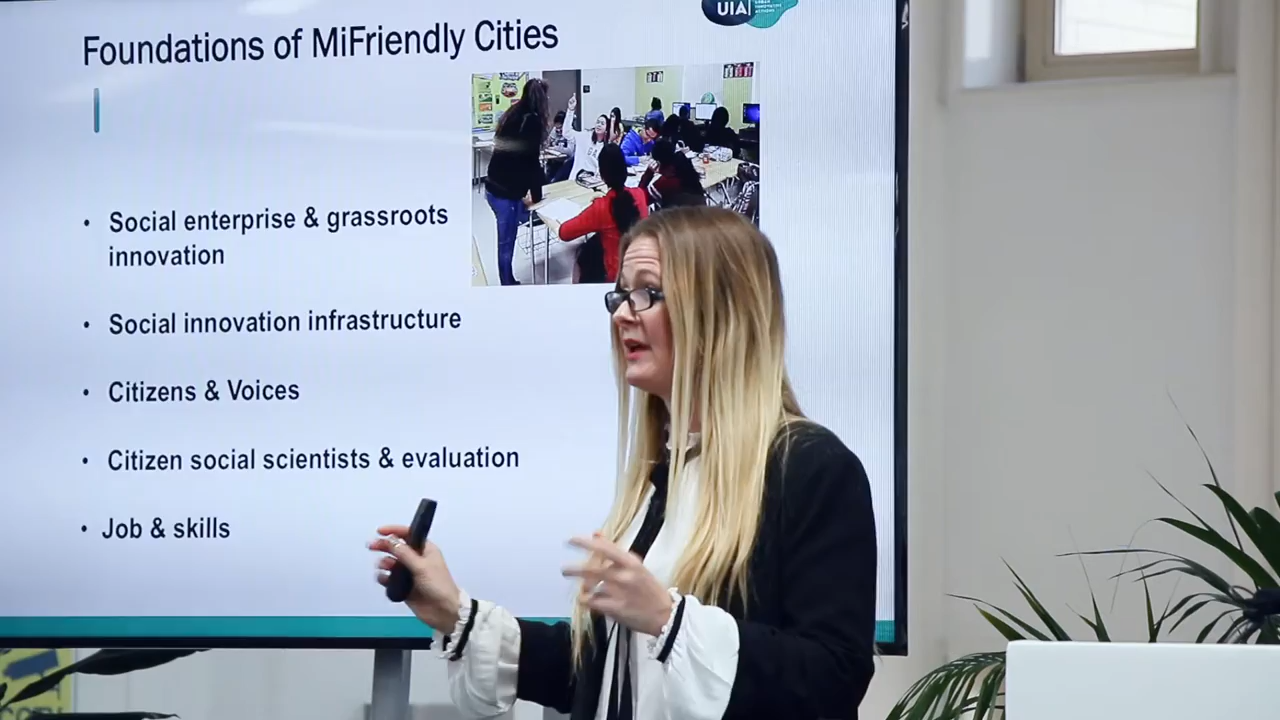 Foundations of MiFriendly Cities
UIA
• Social enterprise & grassroots
innovation
• Social innovation infrastructure
• Citizens & Voices
• Citizen social scientists & evaluation
• Job & skills